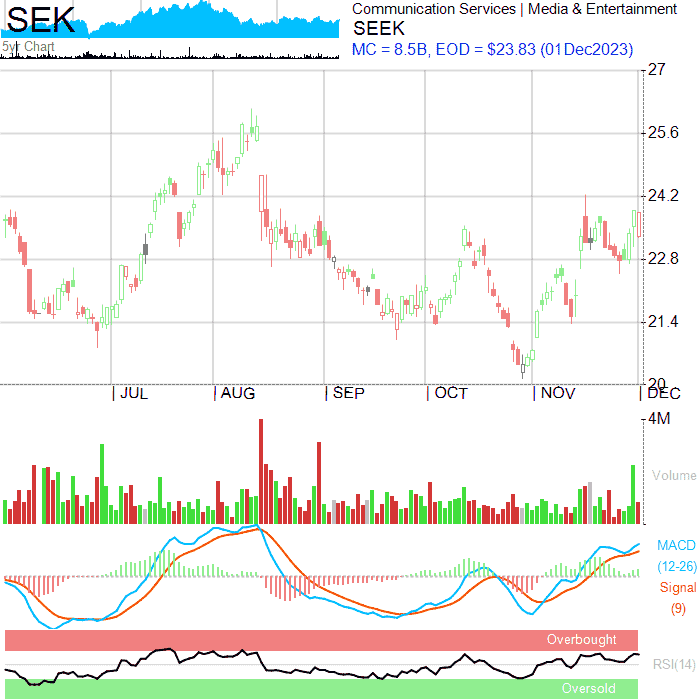 SEK
5yr Chart
Communication Services | Media & Entertainment
SEEK
MC = 8.5B, EOD = $23.83 (01Dec2023)
27
25.6
24.2
22.8
21.4
20
JUL AUG SEP OCT NOV DEC
4M
Volume
MACD
(12-26)
Signal
(9)
Overbought
RSI(14)
Oversold